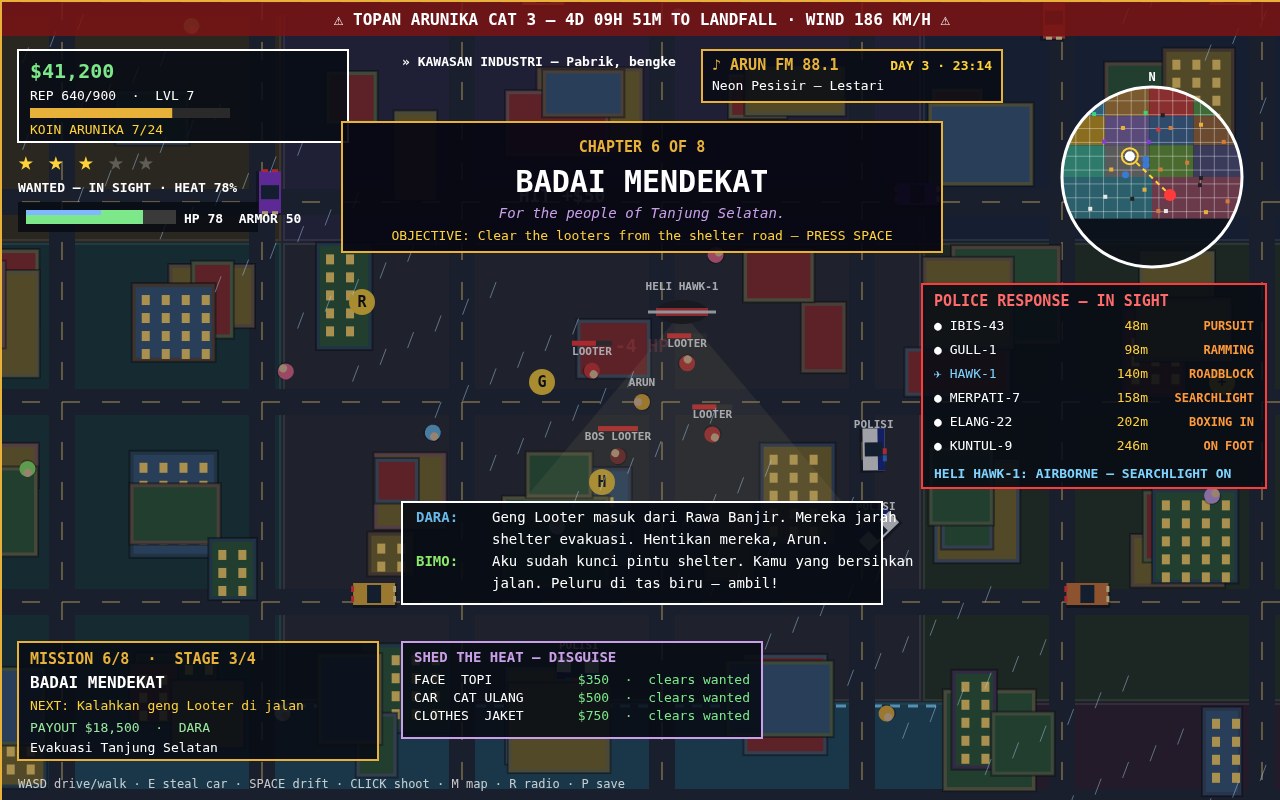 ⚠ TOPAN ARUNIKA CAT 3 — 4D 09H 51M TO LANDFALL · WIND 186 KM/H ⚠
$41,200
REP 640/900 · LVL 7
KOIN ARUNIKA 7/24
WANTED — IN SIGHT · HEAT 78%
HP 78 ARMOR 50
» KAWASAN INDUSTRI — Pabrik, bengke
♪ ARUN FM 88.1 DAY 3 · 23:14
Neon Pesisir — Lestari
N
CHAPTER 6 OF 8
BADAI MENDEKAT
For the people of Tanjung Selatan.
OBJECTIVE: Clear the looters from the shelter road — PRESS SPACE
POLICE RESPONSE — IN SIGHT
● IBIS-43 48m PURSUIT
● GULL-1 98m RAMMING
✈ HAWK-1 140m ROADBLOCK
● MERPATI-7 158m SEARCHLIGHT
● ELANG-22 202m BOXING IN
● KUNTUL-9 246m ON FOOT
HELI HAWK-1: AIRBORNE — SEARCHLIGHT ON
HELI HAWK-1
R
LOOTER
-4 HP
LOOTER
G
ARUN
LOOTER
BOS LOOTER
POLISI
H
DARA: Geng Looter masuk dari Rawa Banjir. Mereka jarah
shelter evakuasi. Hentikan mereka, Arun.
BIMO: Aku sudah kunci pintu shelter. Kamu yang bersihkan
jalan. Peluru di tas biru — ambil!
MISSION 6/8 · STAGE 3/4
BADAI MENDEKAT
NEXT: Kalahkan geng Looter di jalan
PAYOUT $18,500 · DARA
Evakuasi Tanjung Selatan
POLISI
SHED THE HEAT — DISGUISE
FACE TOPI $350 · clears wanted
CAR CAT ULANG $500 · clears wanted
CLOTHES JAKET $750 · clears wanted
WASD drive/walk · E steal car · SPACE drift · CLICK shoot · M map · R radio · P save